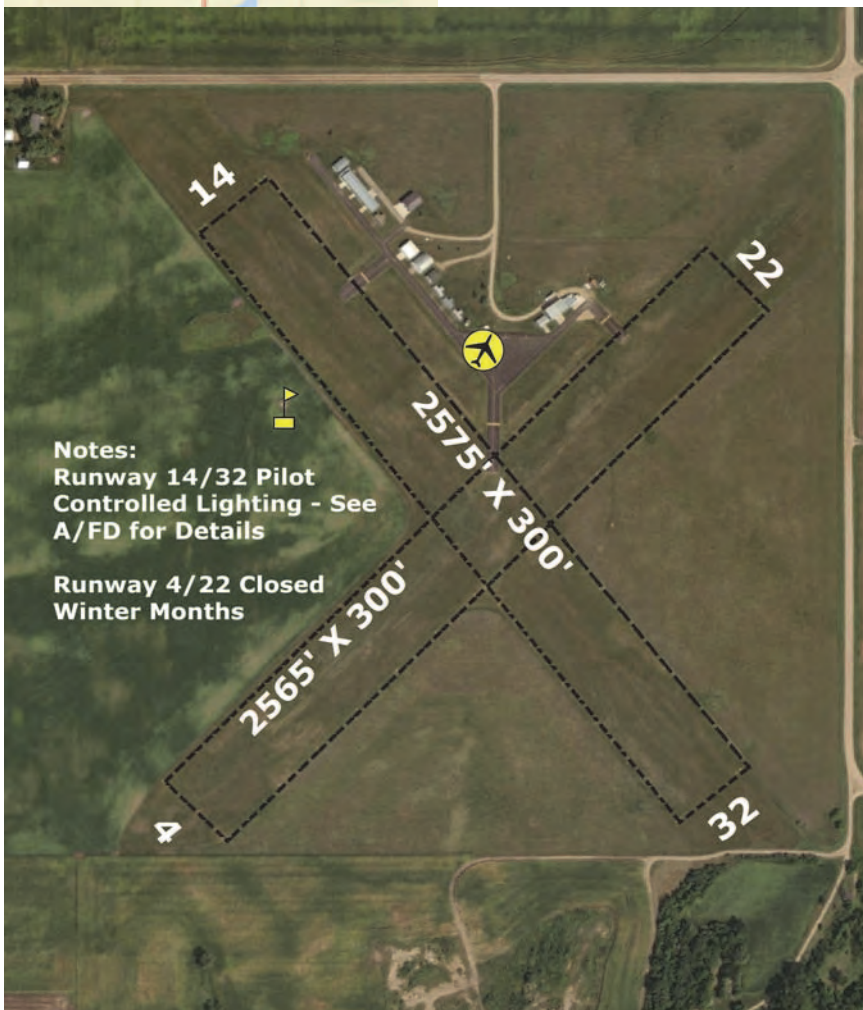 14
22
2575' X 300'
Notes:
Runway 14/32 Pilot
Controlled Lighting - See
A/FD for Details
Runway 4/22 Closed
Winter Months
2565' X 300'
4
32